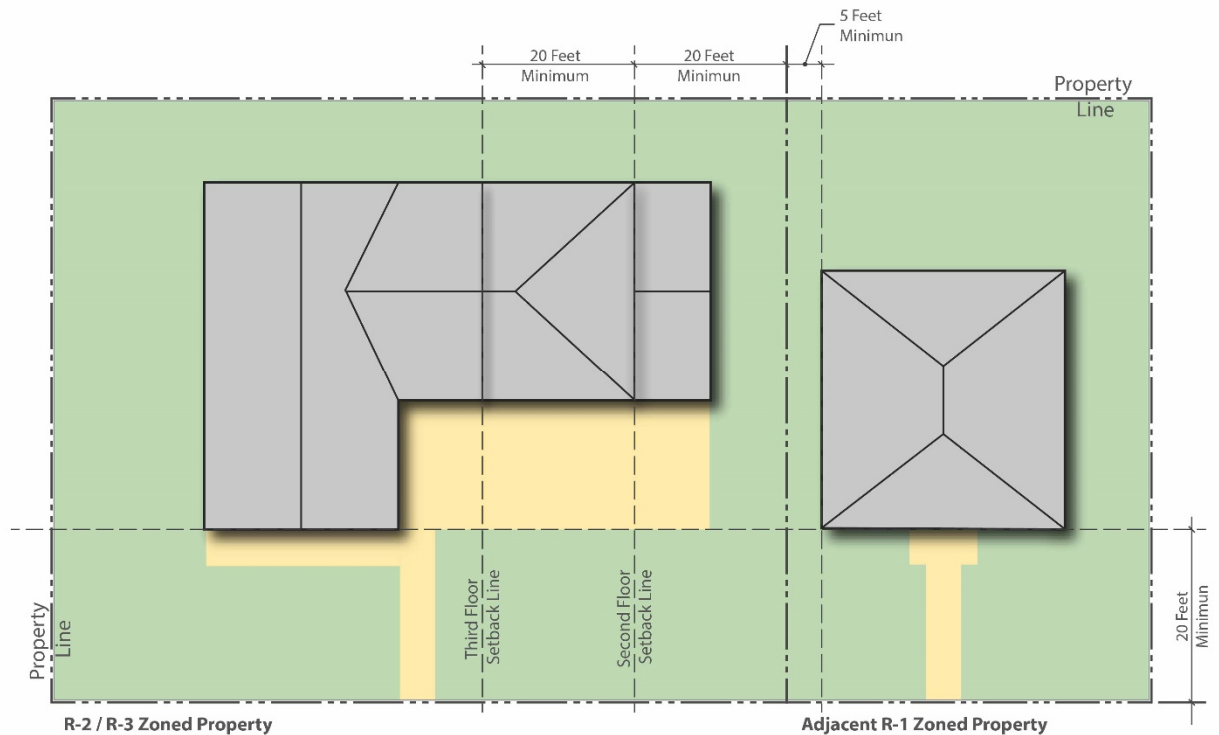 5 Feet
Minimun
20 Feet
Minimum
20 Feet
Minimun
Property
Line
Third Floor
Setback Line
Second Floor
Setback Line
Property
Line
20 Feet
Minimun
R-2 / R-3 Zoned Property
Adjacent R-1 Zoned Property